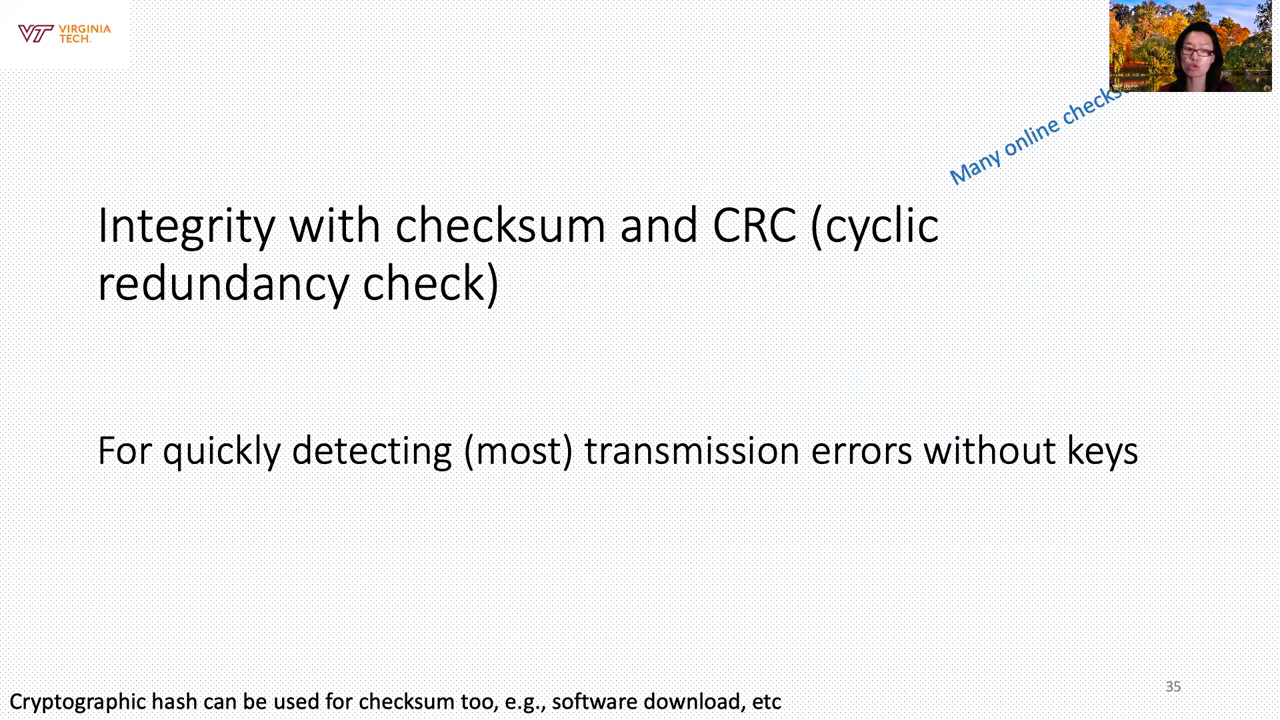 VIRGINIA
TECH
Many online
Integrity with checksum and CRC (cyclic
redundancy check)
For quickly detecting (most) transmission errors without keys
35
Cryptographic hash can be used for checksum too, e.g., software download, etc